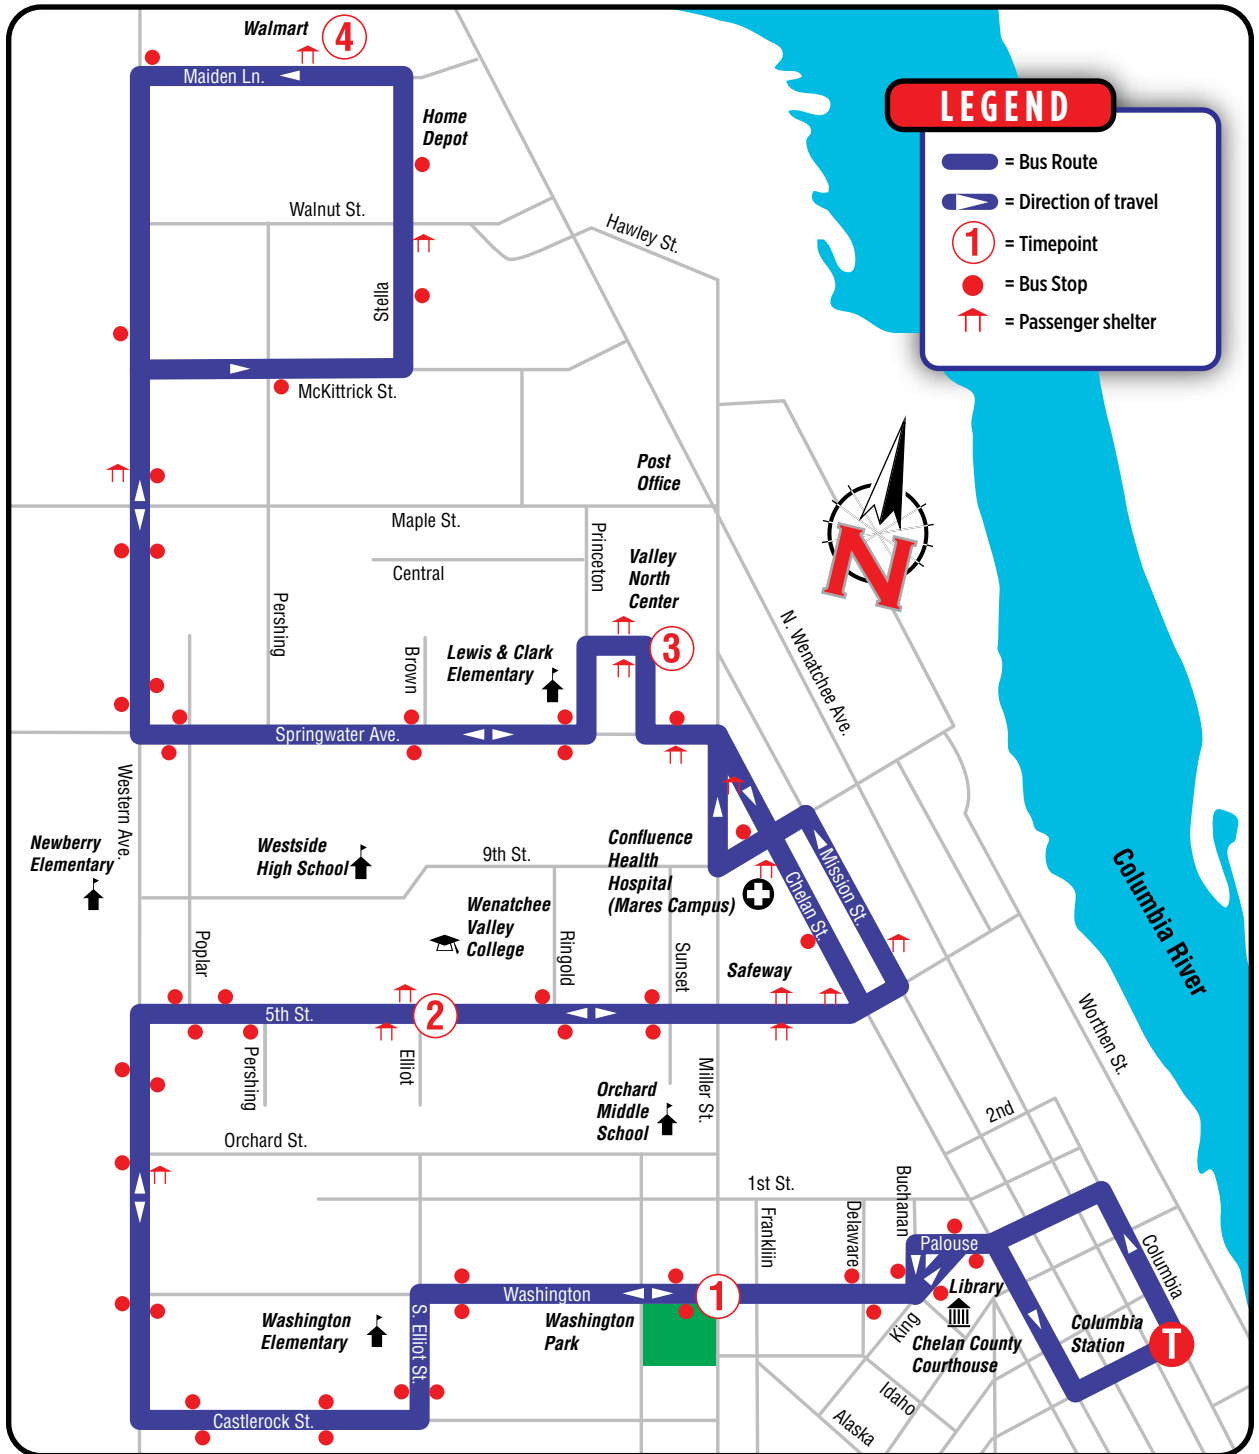 Walmart
4
Maiden Ln.
Home
Depot
LEGEND
= Bus Route
= Direction of travel
1
= Timepoint
= Bus Stop
= Passenger shelter
Walnut St.
Hawley St.
Stella
McKittrick St.
Post
Office
N
Maple St.
Central
Princeton
Valley
North
Center
Pershing
Brown
Lewis & Clark
Elementary
3
N. Wenatchee Ave.
Springwater Ave.
Western Ave.
Newberry
Elementary
Westside
High School
9th St.
Confluence
Health
Hospital
(Mares Campus)
Chelan St.
Mission St.
Columbia River
Wenatchee
Valley
College
Poplar
Ringold
Sunset
Safeway
5th St.
2
Pershing
Elliot
Miller St.
Worthen St.
Orchard
Middle
School
2nd
Orchard St.
1st St.
Buchanan
Delaware
Frankliin
Palouse
Columbia
Washington
1
Library
S. Elliot St.
Washington
Elementary
Washington
Park
King
Chelan County
Courthouse
Columbia
Station
T
Idaho
Alaska
Castlerock St.